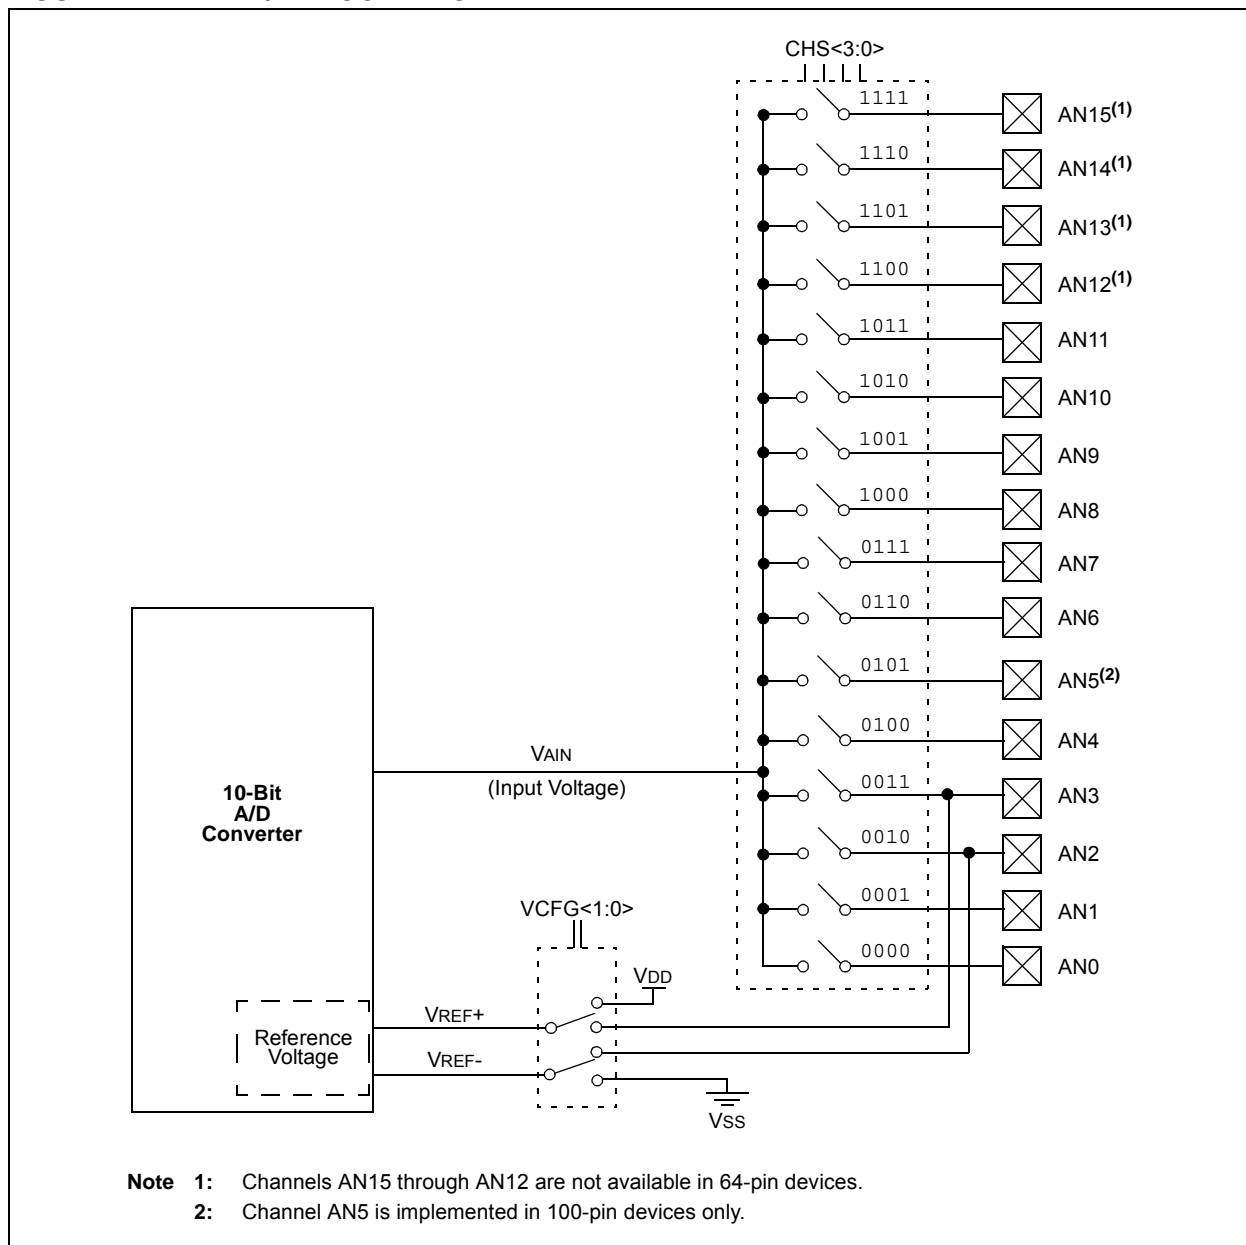 CHS<3:0>
1111 AN15(1)
1110 AN14(1)
1101 AN13(1)
1100 AN12(1)
1011 AN11
1010 AN10
1001 AN9
1000 AN8
0111 AN7
0110 AN6
0101 AN5(2)
0100 AN4
VAIN
(Input Voltage)
0011 AN3
10-Bit
A/D
Converter
0010 AN2
0001 AN1
VCFG<1:0>
0000 AN0
VDD
VREF+
Reference
Voltage
VREF-
VSS
Note 1: Channels AN15 through AN12 are not available in 64-pin devices.
2: Channel AN5 is implemented in 100-pin devices only.